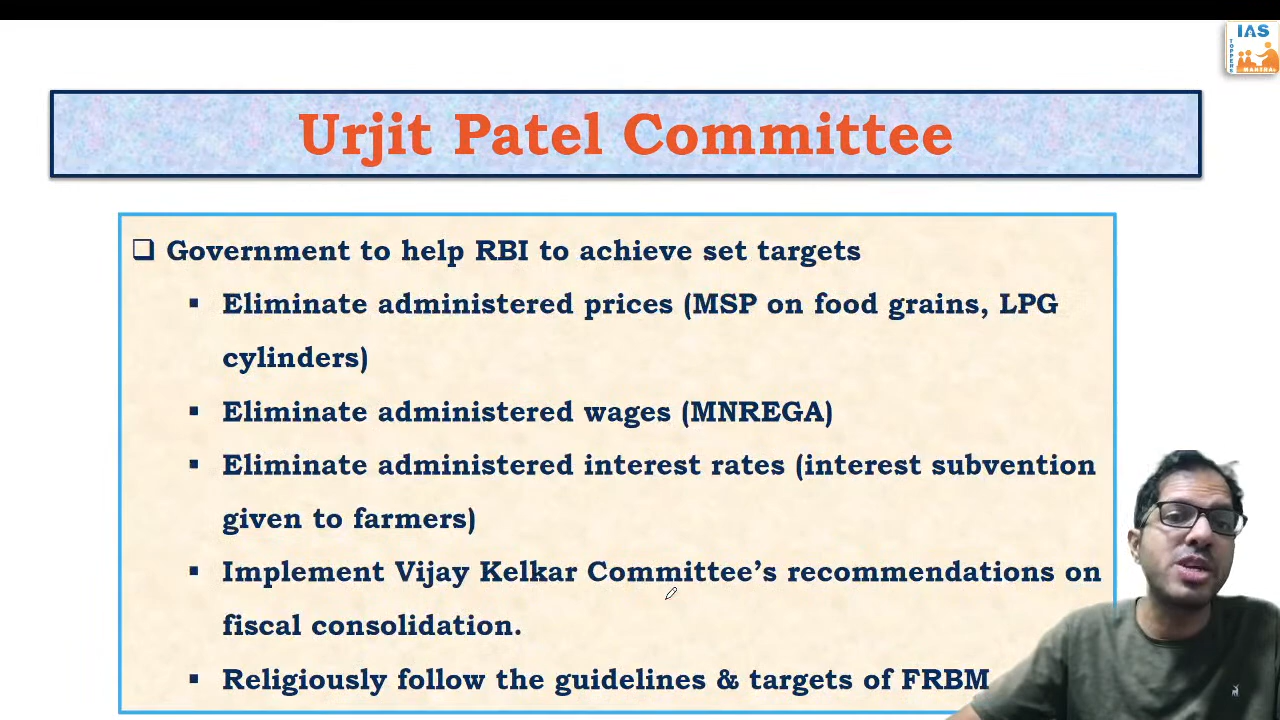 IAS
TOPPERS
MANTRA
Urjit Patel Committee
Government to help RBI to achieve set targets
Eliminate administered prices (MSP on food grains, LPG
cylinders)
Eliminate administered wages (MNREGA)
Eliminate administered interest rates (interest subvention
given to farmers)
Implement Vijay Kelkar Committee’s recommendations on
fiscal consolidation.
Religiously follow the guidelines & targets of FRBM